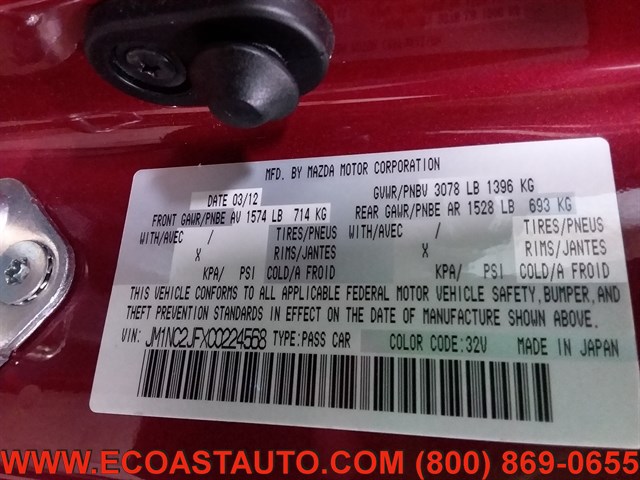 MFD. BY MAZDA MOTOR CORPORATION
DATE 03/12 GVWR/PNBV 3078 LB 1396 KG
FRONT GAWR/PNBE AV 1574 LB 714 KG REAR GAWR/PNBE AR 1528 LB 693 KG
WITH/AVEC / TIRES/PNEUS WITH/AVEC / TIRES/PNEUS
X RIMS/JANTES X RIMS/JANTES
KPA/ PSI COLD/A FROID KPA/ PSI COLD/A FROID
THIS VEHICLE CONFORMS TO ALL APPLICABLE FEDERAL MOTOR VEHICLE SAFETY, BUMPER, AND
THEFT PREVENTION STANDARDS IN EFFECT ON THE DATE OF MANUFACTURE SHOWN ABOVE.
VIN: JM1NC2JFXC0224568 TYPE:PASS CAR COLOR CODE:32V MADE IN JAPAN
WWW.ECOASTAUTO.COM (800) 869-0655